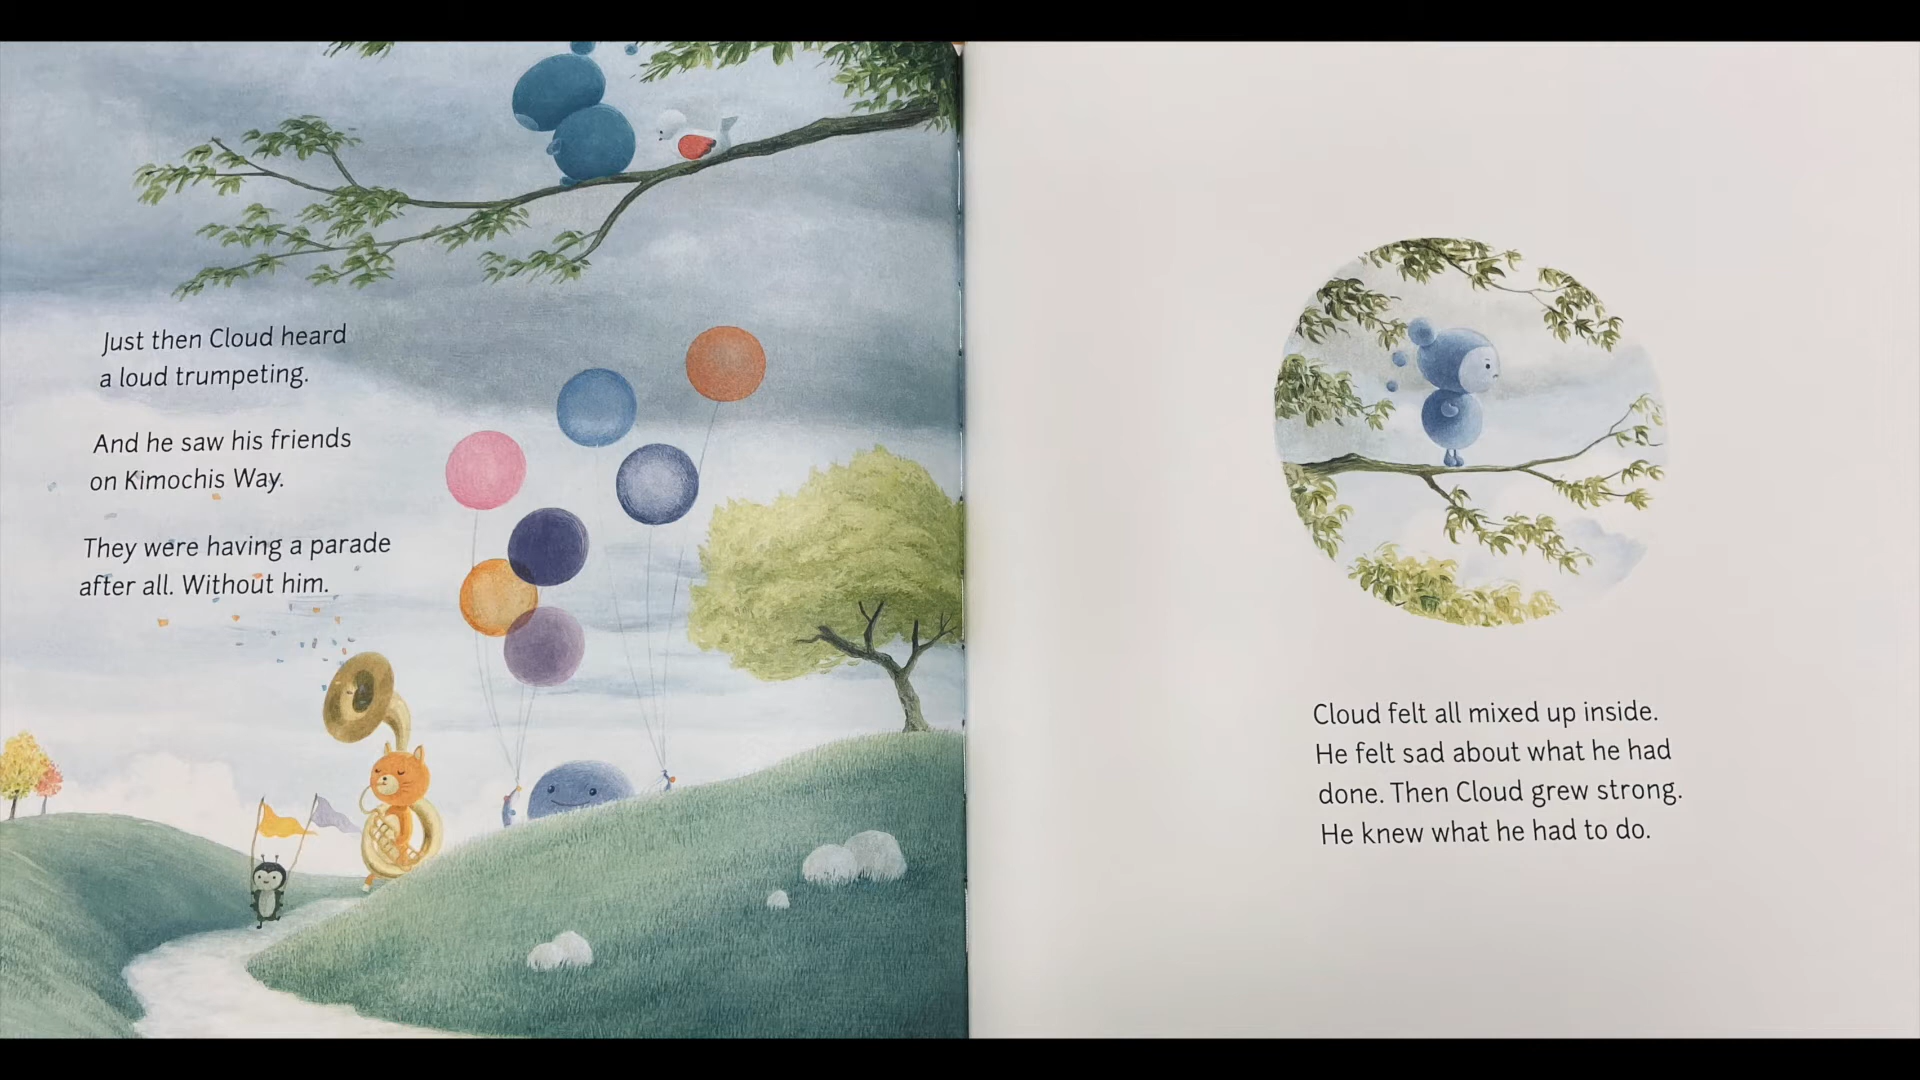 Just then Cloud heard
a loud trumpeting.
And he saw his friends
on Kimochis Way.
They were having a parade
after all. Without him.
Cloud felt all mixed up inside.
He felt sad about what he had
done. Then Cloud grew strong.
He knew what he had to do.